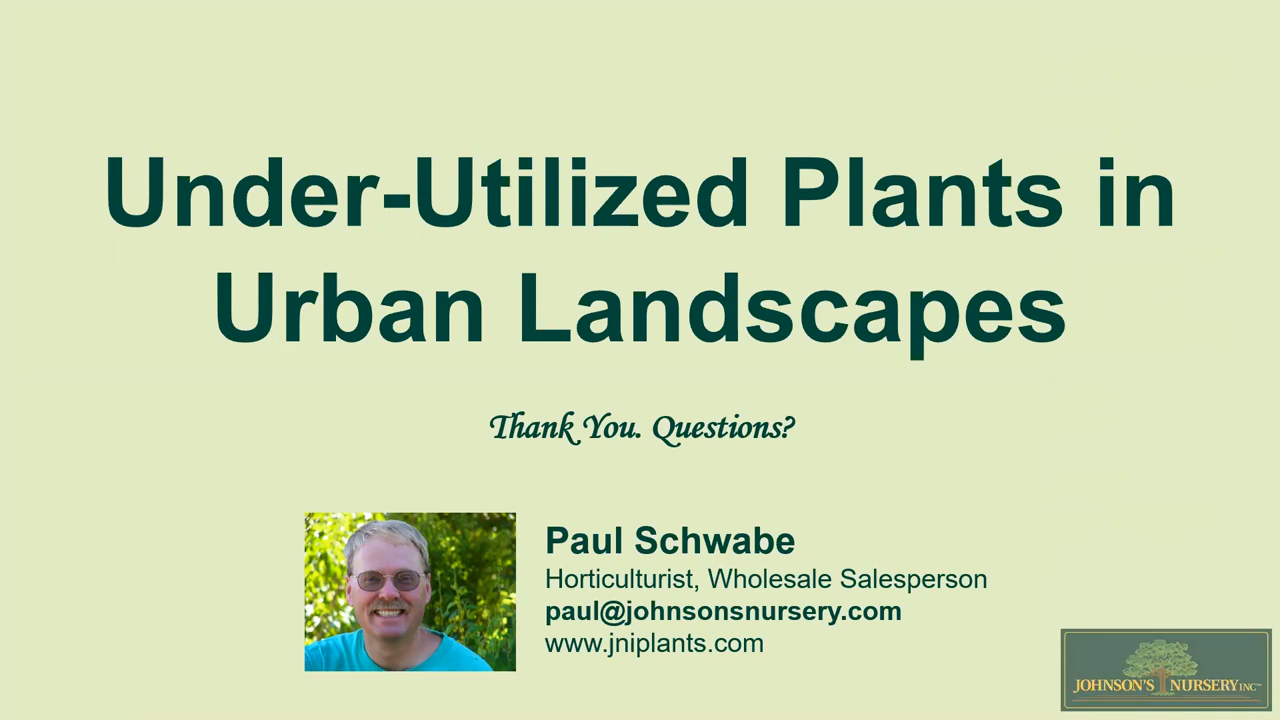 Under-Utilized Plants in
Urban Landscapes
Thank You. Questions?
Paul Schwabe
Horticulturist, Wholesale Salesperson
paul@johnsonsnursery.com
www.jniplants.com
JOHNSON'S NURSERY INC™